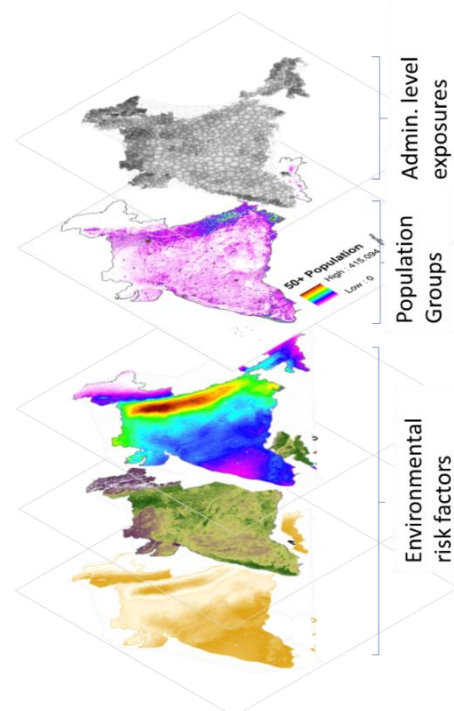 Admin. level
exposures
Population
Groups
50+ Population
High : 415.094
Low : 0
Environmental
risk factors